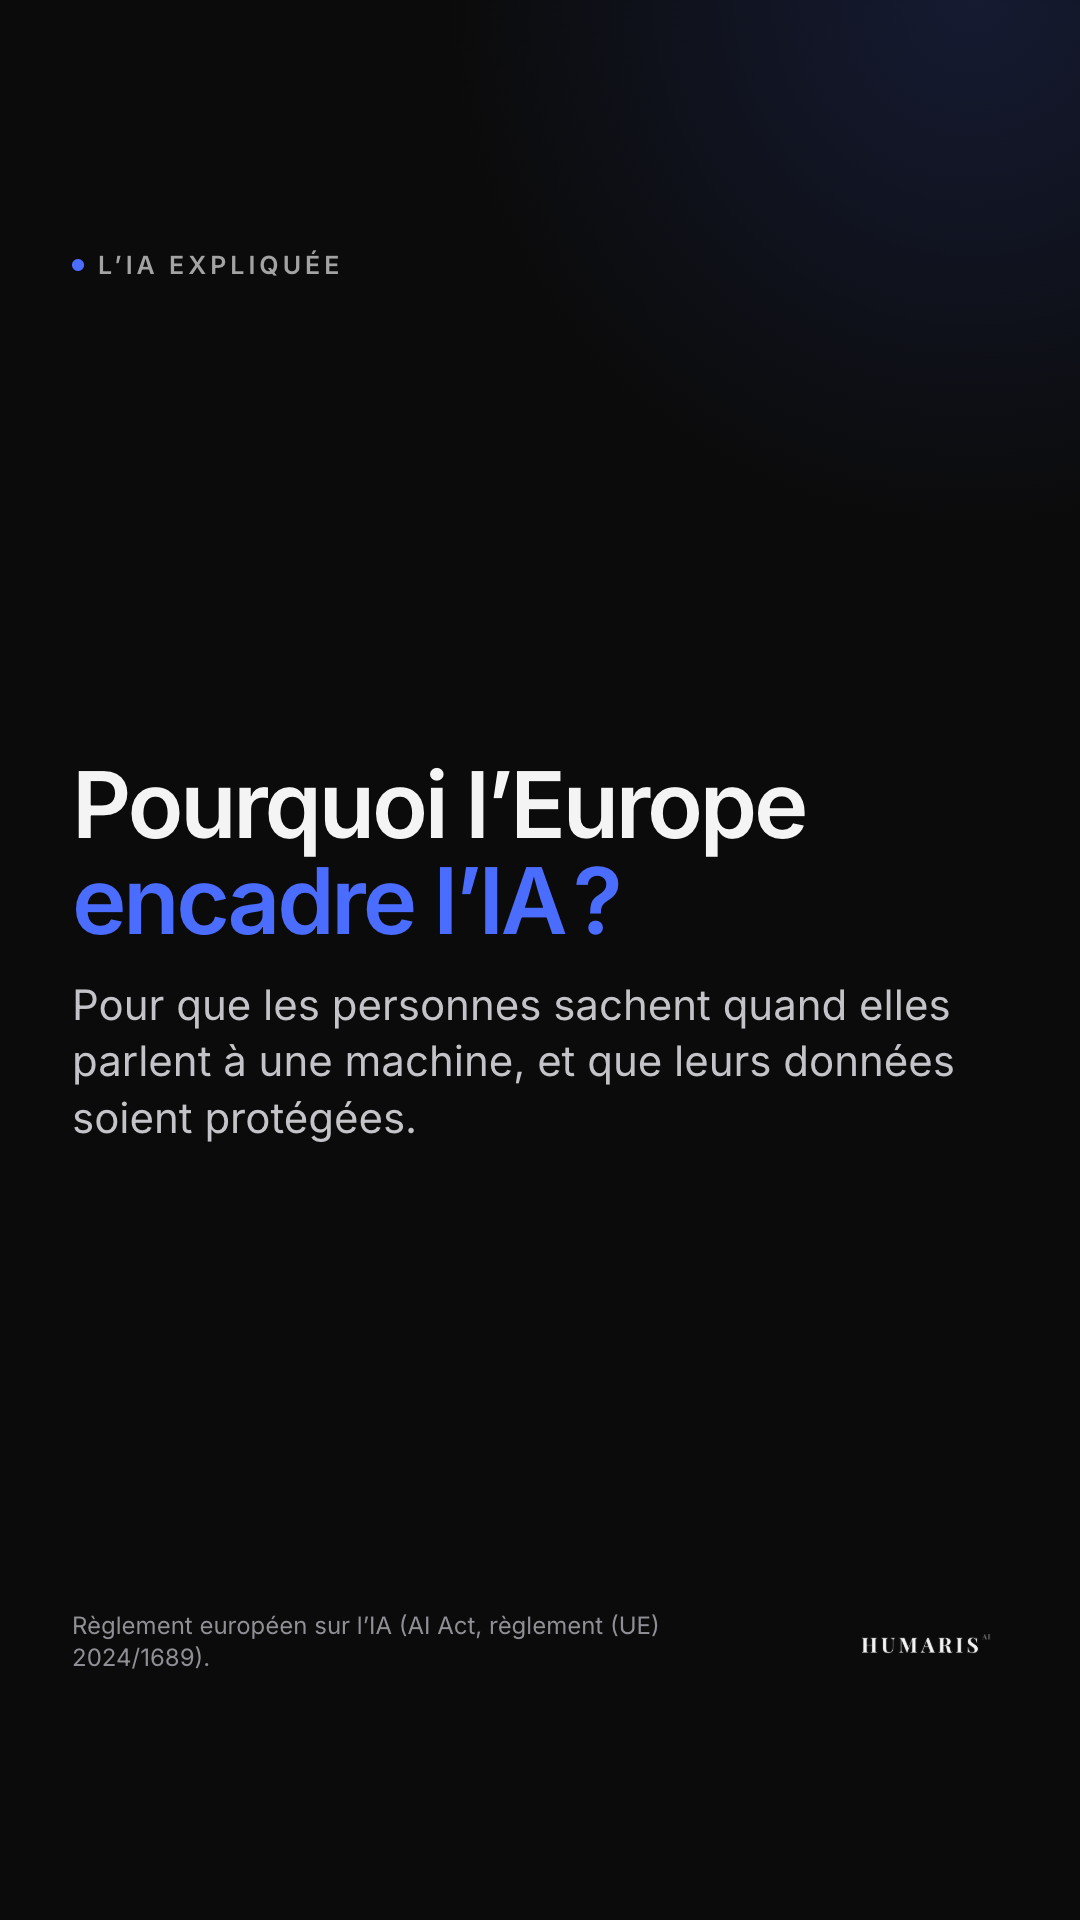 L’IA EXPLIQUÉE
Pourquoi l’Europe
encadre l’IA ?
Pour que les personnes sachent quand elles
parlent à une machine, et que leurs données
soient protégées.
Règlement européen sur l’IA (AI Act, règlement (UE)
2024/1689).
HUMARIS AI